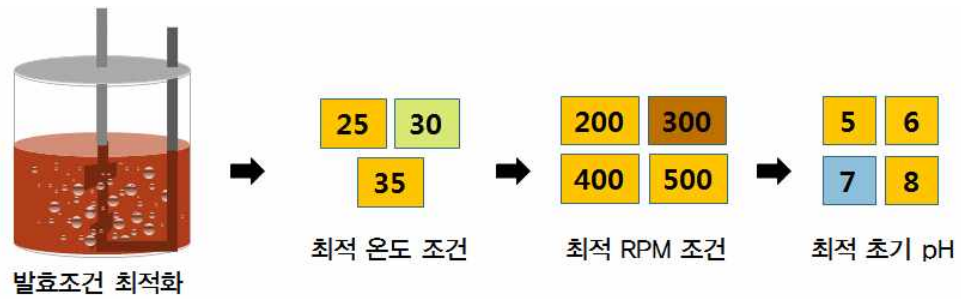 25 30
35
200 300
400 500
5 6
7 8
최적 온도 조건
최적 RPM 조건
최적 초기 pH
발효조건 최적화